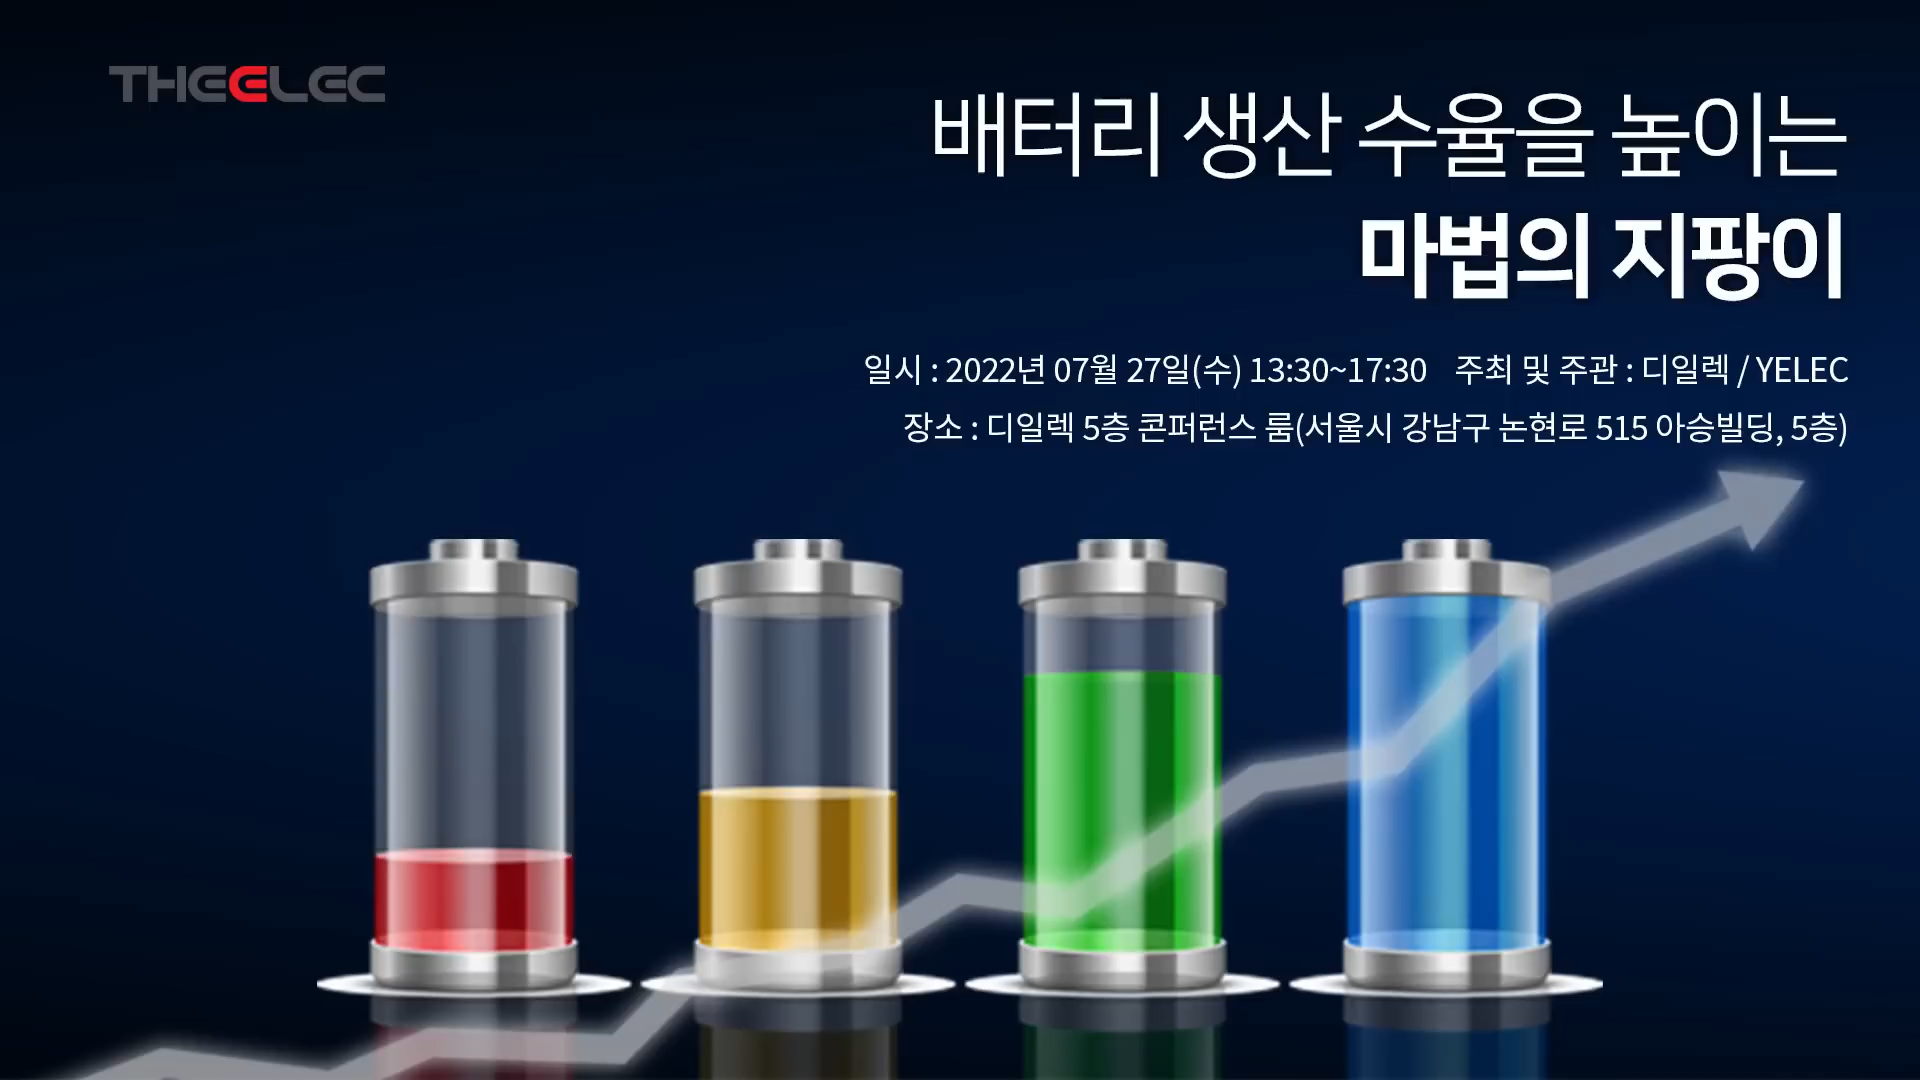 THEELEC
배터리 생산 수율을 높이는
마법의 지팡이
일시 : 2022년 07월 27일(수) 13:30~17:30 주최 및 주관 : 디일렉 / YELEC
장소 : 디일렉 5층 콘퍼런스 룸(서울시 강남구 논현로 515 아승빌딩, 5층)